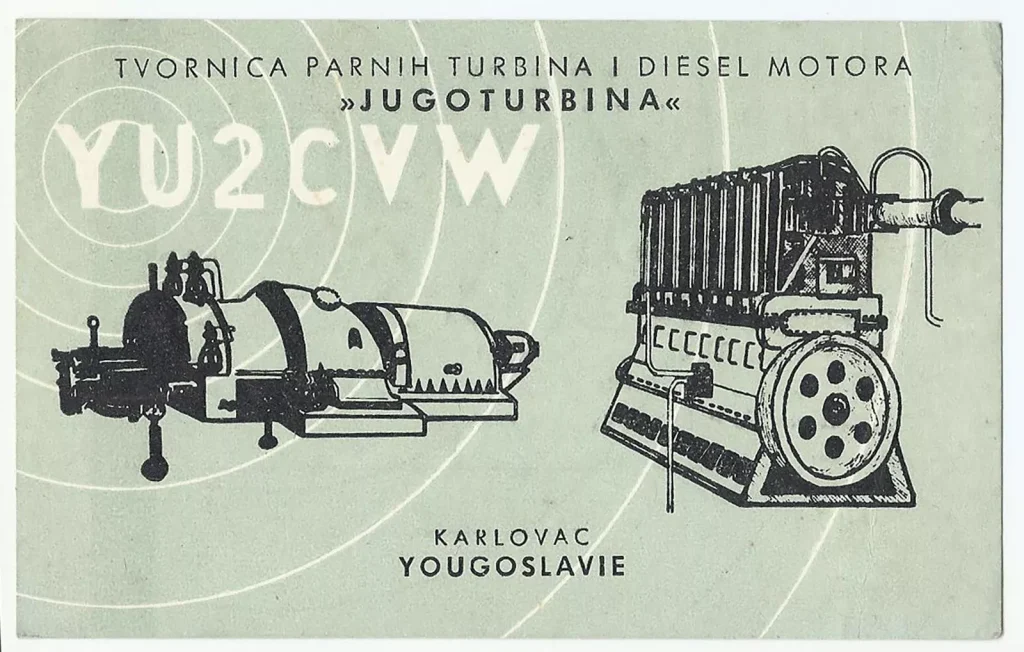 TVORNICA PARNIH TURBINA I DIESEL MOTORA
»JUGOTURBINA«
YU2CVW
KARLOVAC
YOUGOSLAVIE